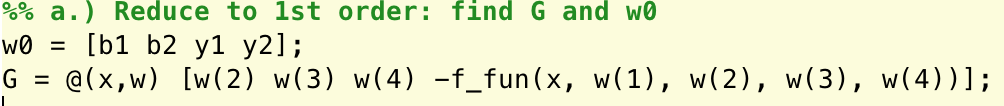 %% a.) Reduce to 1st order: find G and w0
w0 = [b1 b2 y1 y2];
G = @(x,w) [w(2) w(3) w(4) -f_fun(x, w(1), w(2), w(3), w(4))];